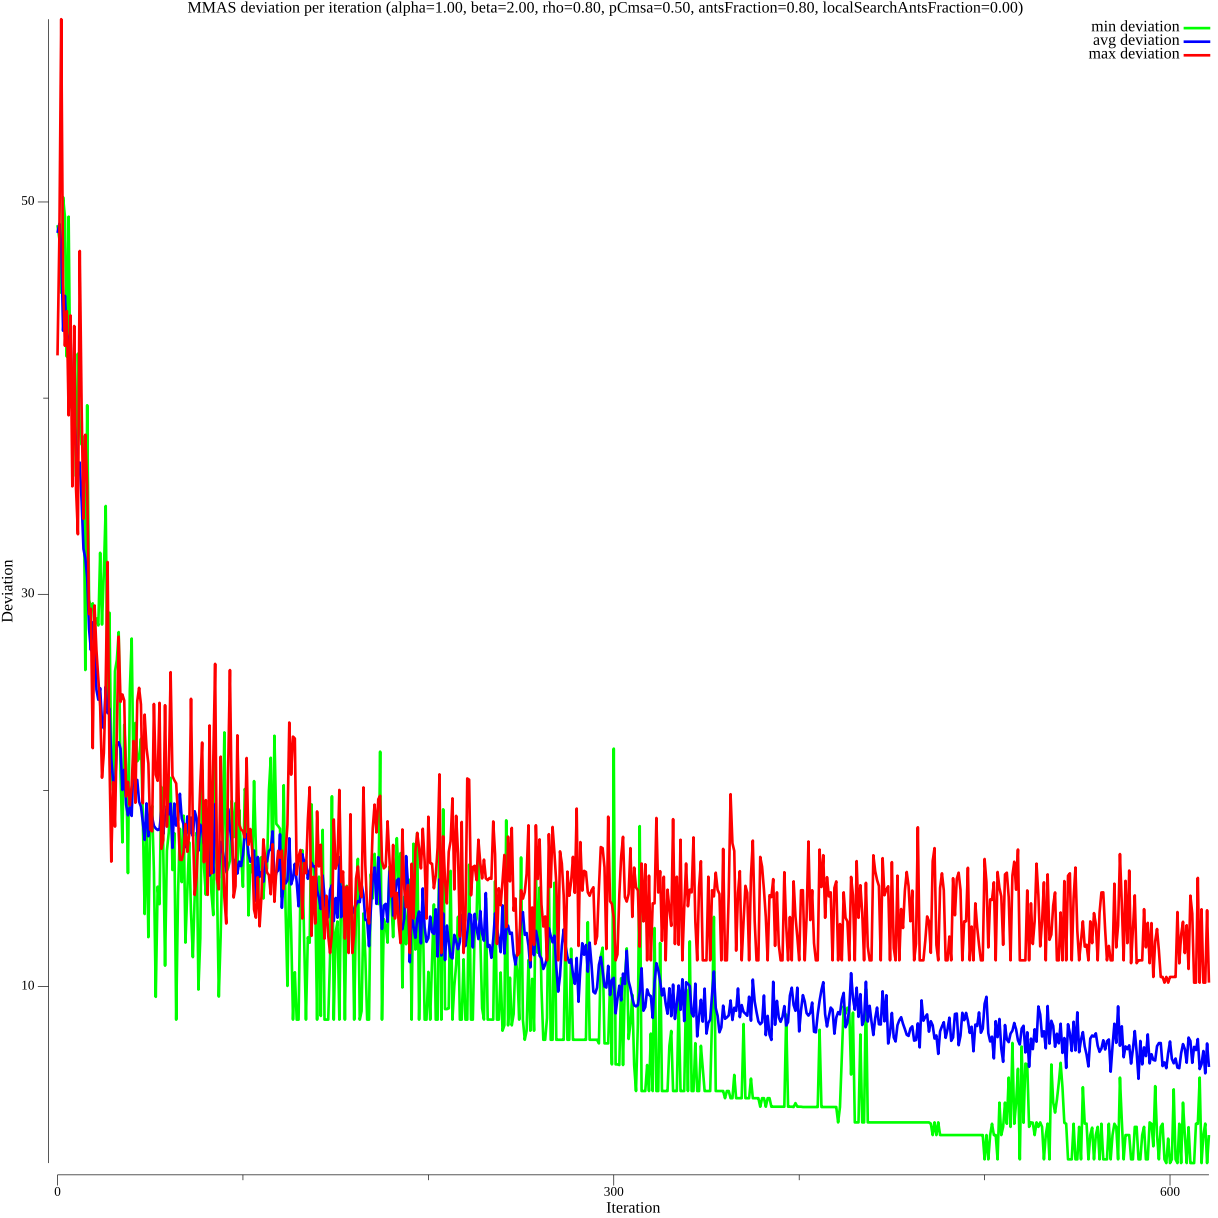 MMAS deviation per iteration (alpha=1.00, beta=2.00, rho=0.80, pCmsa=0.50, antsFraction=0.80, localSearchAntsFraction=0.00)
min deviation
avg deviation
max deviation
50
30
10
Deviation
0
300
600
Iteration